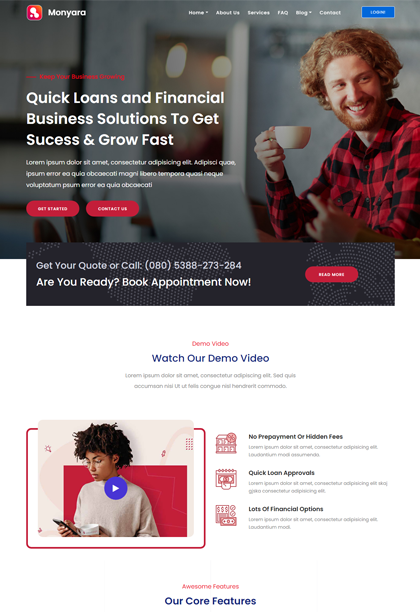 Monyara
Home About Us Services FAQ Blog Contact
Quick Loans and Financial
Business Solutions To Get
Sucess & Grow Fast
Lorem ipsum dolor sit amet, consectetur adipisicing elit. Adipisci quae,
ipsum error ea quia obcaecati magni libero tempora quasi neque
voluptatum psum error ea quia obcaecati
GET STARTED
CONTACT US
Get Your Quote or Call: (080) 5388-273-284
Are You Ready? Book Appointment Now!
READ MORE
Demo Video
Watch Our Demo Video
Lorem ipsum dolor sit amet, consectetur adipiscing elit. Sed quis
accumsan nisi Ut ut felis congue nisl hendrerit commodo.
No Prepayment Or Hidden Fees
Lorem ipsum dolor sit amet, consectetur adipisicing elit.
Laudantium modi assumenda.
Quick Loan Approvals
Lorem ipsum dolor sit amet, consectetur adipisicing elit skaj
gjsko consectetur adipisicing elit.
Lots Of Financial Options
Lorem ipsum dolor sit amet, consectetur adipisicing elit.
Laudantium modi.
Awesome Features
Our Core Features